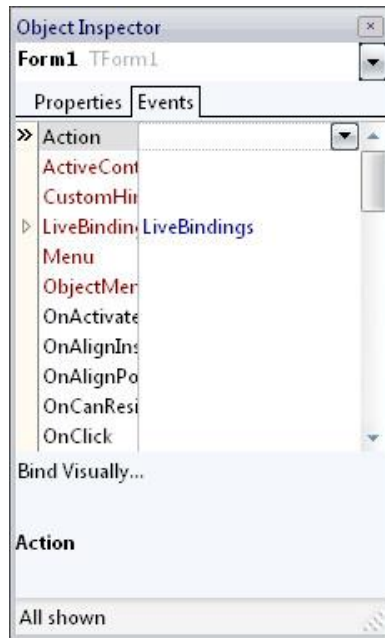 Object Inspector
Form1 TForm1
Properties Events
Action
ActiveCont
CustomHin
LiveBindin LiveBindings
Menu
ObjectMen
OnActivate
OnAlignIns
OnAlignPo
OnCanResi
OnClick
Bind Visually...
Action
All shown